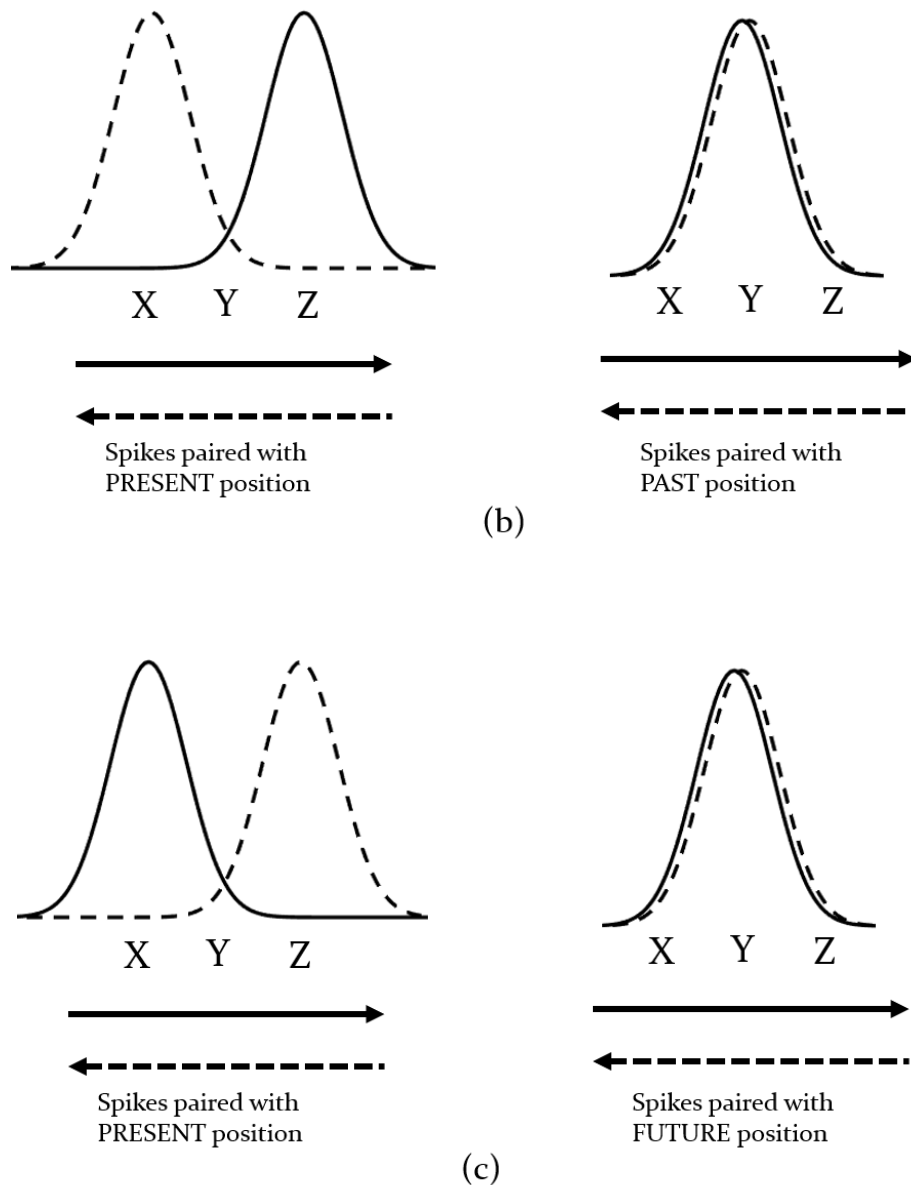 X Y Z
X Y Z
Spikes paired with
PRESENT position
Spikes paired with
PAST position
(b)
X Y Z
X Y Z
Spikes paired with
PRESENT position
Spikes paired with
FUTURE position
(c)